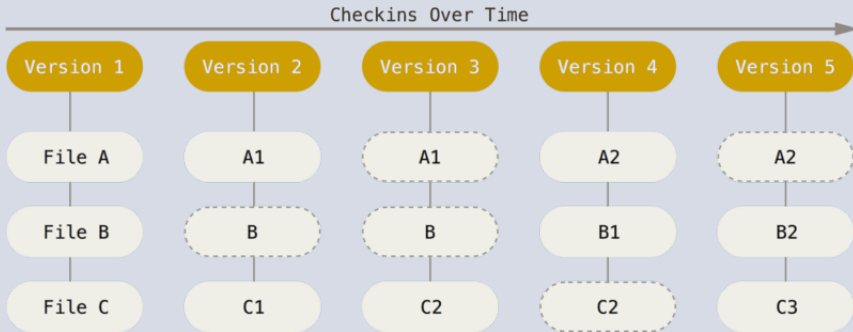 Checkins Over Time
Version 1 Version 2 Version 3 Version 4 Version 5
File A A1 A1 A2 A2
File B B B B1 B2
File C C1 C2 C2 C3